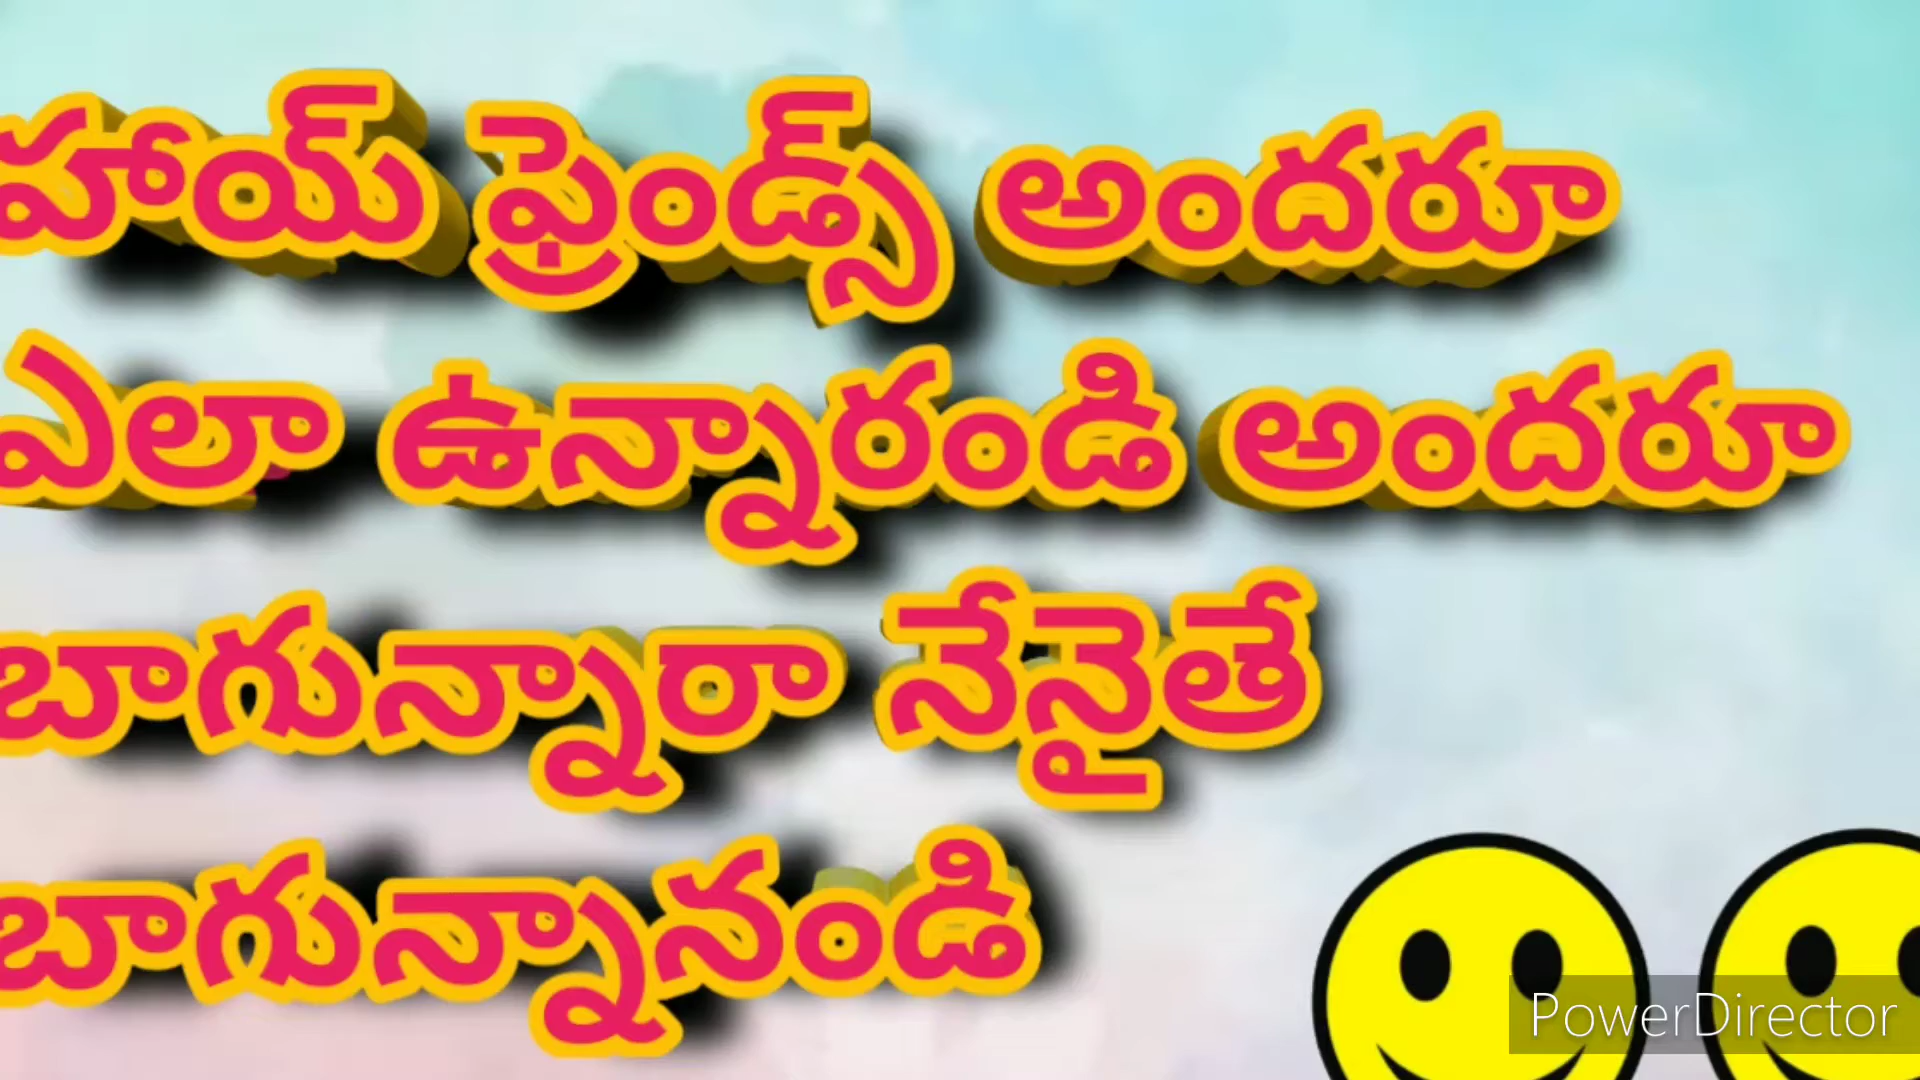 హాయ్ ఫ్రెండ్స్ అందరూ
ఎలా ఉన్నారండి అందరూ
బాగున్నారా నేనైతే
బాగున్నానండి
PowerDirector